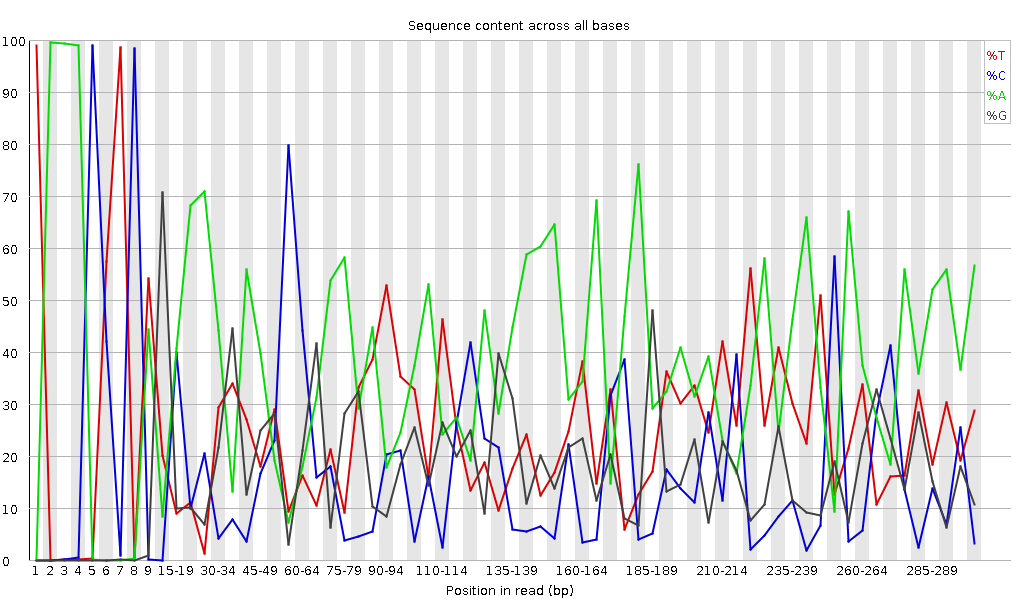 Sequence content across all bases
100
90
80
70
60
50
40
30
20
10
0
%T
%C
%A
%G
1 2 3 4 5 6 7 8 9 15-19 30-34 45-49 60-64 75-79 90-94 110-114 135-139 160-164 185-189 210-214 235-239 260-264 285-289
Position in read (bp)